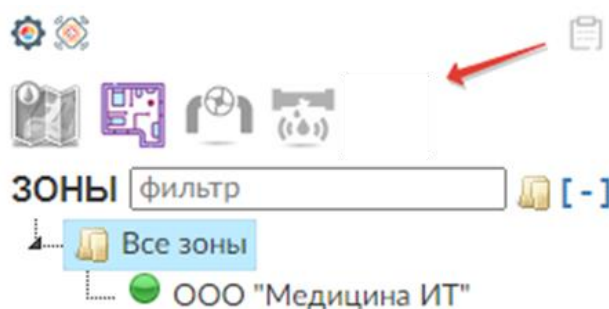 ЗОНЫ фильтр [ - ]
Все зоны
ООО "Медицина ИТ"